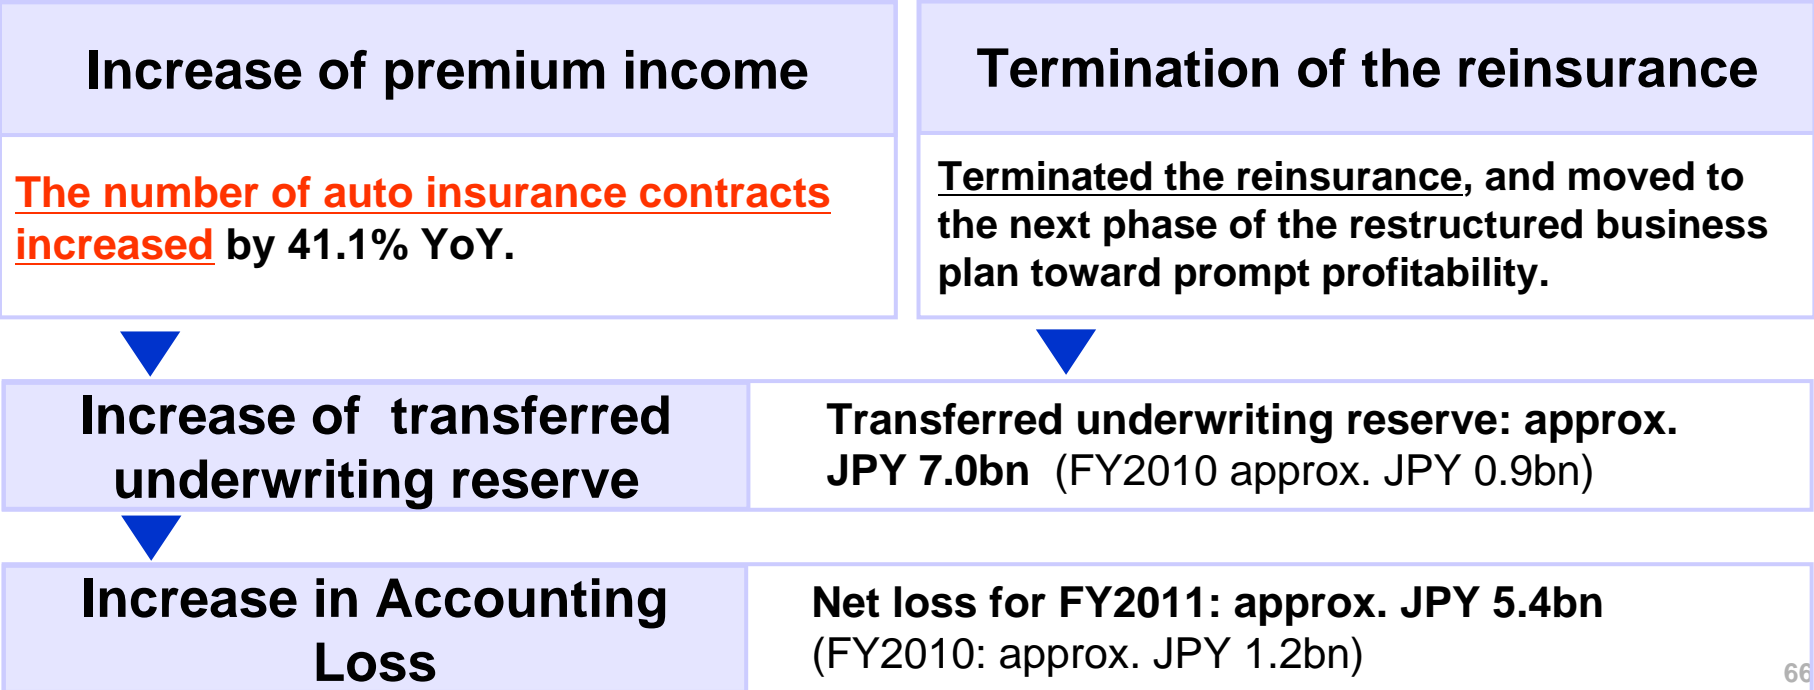 Increase of premium income
The number of auto insurance contracts
increased by 41.1% YoY.
Termination of the reinsurance
Terminated the reinsurance, and moved to
the next phase of the restructured business
plan toward prompt profitability.
Increase of transferred
underwriting reserve
Transferred underwriting reserve: approx.
JPY 7.0bn (FY2010 approx. JPY 0.9bn)
Increase in Accounting
Loss
Net loss for FY2011: approx. JPY 5.4bn
(FY2010: approx. JPY 1.2bn)
66